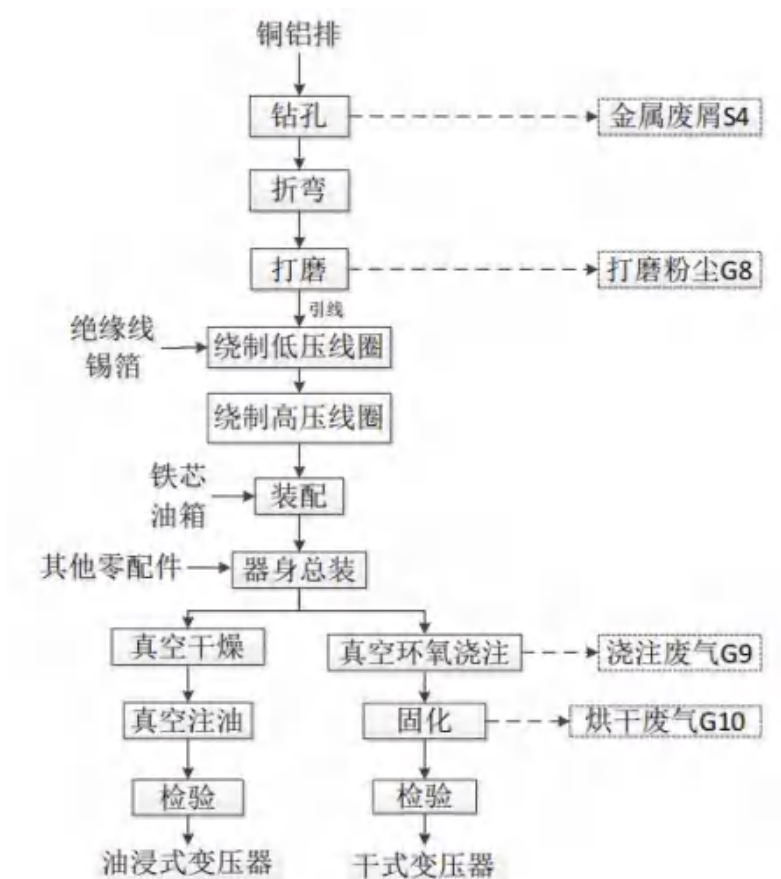 铜铝排
钻孔
金属废屑S4
折弯
打磨
打磨粉尘G8
引线
绝缘线
锡箔
绕制低压线圈
绕制高压线圈
铁芯
油箱
装配
其他零配件
器身总装
真空干燥
真空环氧浇注
浇注废气G9
真空注油
固化
烘干废气G10
检验
检验
油浸式变压器
干式变压器